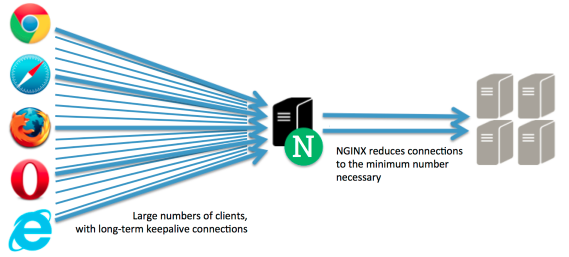 N
NGINX reduces connections
to the minimum number
necessary
Large numbers of clients,
with long-term keepalive connections